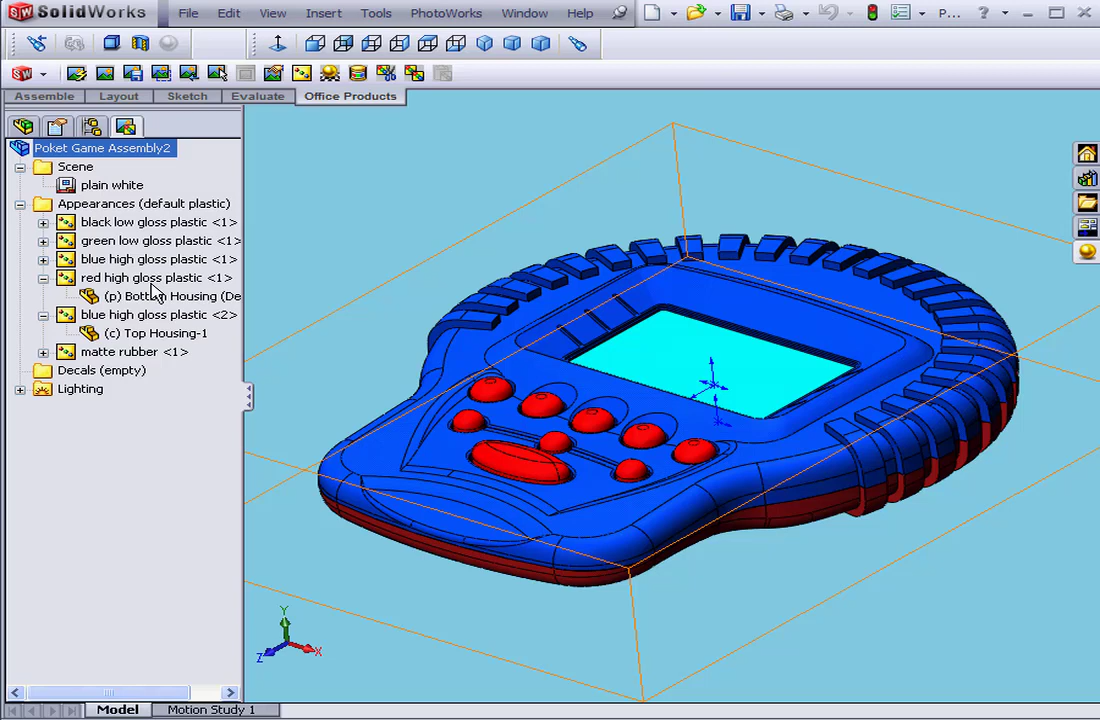 SolidWorks File Edit View Insert Tools PhotoWorks Window Help P... ?
SW
Assemble Layout Sketch Evaluate Office Products
Poket Game Assembly2
Scene
plain white
Appearances (default plastic)
black low gloss plastic <1>
green low gloss plastic <1>
blue high gloss plastic <1>
red high gloss plastic <1>
(p) Bottom Housing (De
blue high gloss plastic <2>
(c) Top Housing-1
matte rubber <1>
Decals (empty)
Lighting
Y
Z X
Model Motion Study 1